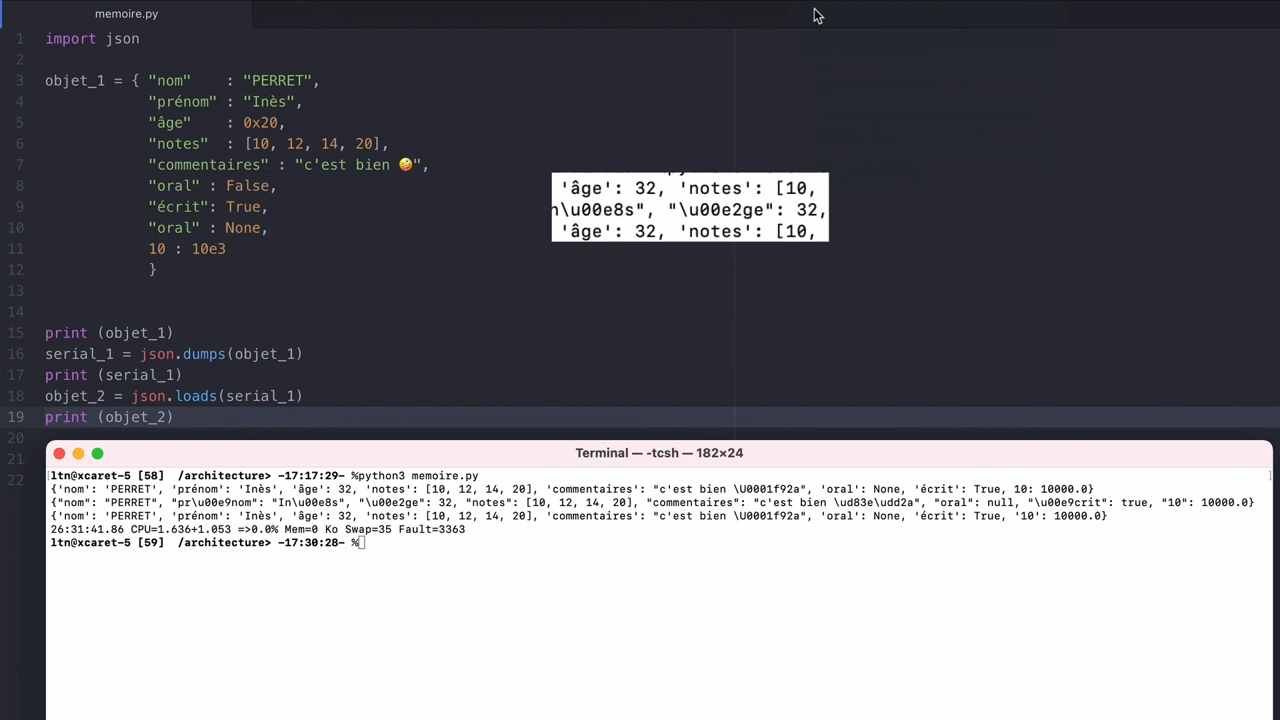 memoire.py
1 import json
2
3 objet_1 = { "nom"    : "PERRET",
4             "prénom" : "Inès",
5             "âge"    : 0x20,
6             "notes"  : [10, 12, 14, 20],
7             "commentaires" : "c'est bien 🤪",
8             "oral" : False,
9             "écrit": True,
10            "oral" : None,
11            10 : 10e3
12            }
13
14
15 print (objet_1)
16 serial_1 = json.dumps(objet_1)
17 print (serial_1)
18 objet_2 = json.loads(serial_1)
19 print (objet_2)
20
21
22
'âge': 32, 'notes': [10,
n\u00e8s", "\u00e2ge": 32,
'âge': 32, 'notes': [10,
Terminal — -tcsh — 182×24
ltn@xcaret-5 [58]  /architecture> -17:17:29- %python3 memoire.py
{'nom': 'PERRET', 'prénom': 'Inès', 'âge': 32, 'notes': [10, 12, 14, 20], 'commentaires': "c'est bien \U0001f92a", 'oral': None, 'écrit': True, 10: 10000.0}
{"nom": "PERRET", "pr\u00e9nom": "In\u00e8s", "\u00e2ge": 32, "notes": [10, 12, 14, 20], "commentaires": "c'est bien \ud83e\udd2a", "oral": null, "\u00e9crit": true, "10": 10000.0}
{'nom': 'PERRET', 'prénom': 'Inès', 'âge': 32, 'notes': [10, 12, 14, 20], 'commentaires': "c'est bien \U0001f92a", 'oral': None, 'écrit': True, '10': 10000.0}
26:31:41.86 CPU=1.636+1.053 =>0.0% Mem=0 Ko Swap=35 Fault=3363
ltn@xcaret-5 [59]  /architecture> -17:30:28- %